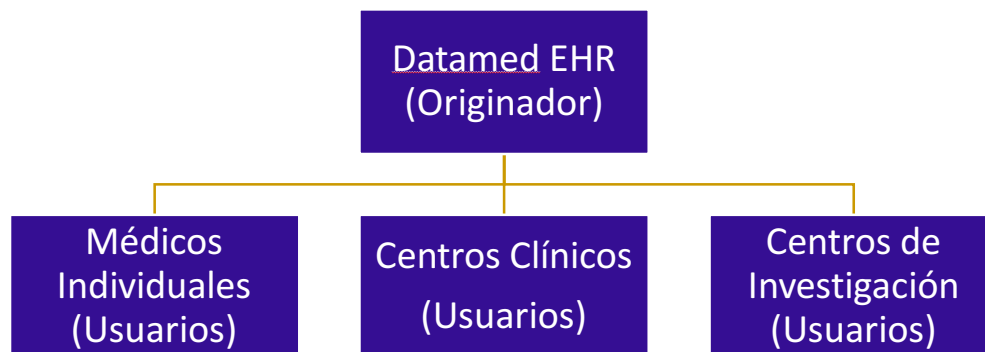 Datamed EHR
(Originador)
Médicos
Individuales
(Usuarios)
Centros Clínicos
(Usuarios)
Centros de
Investigación
(Usuarios)